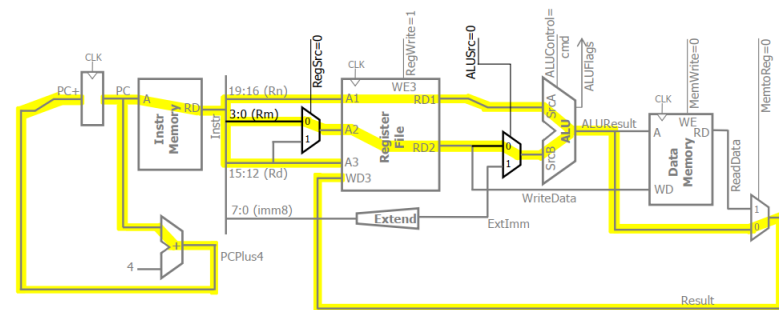 CLK
PC+
PC
A
RD
Instr
Memory
Instr
19:16 (Rn)
3:0 (Rm)
0
1
15:12 (Rd)
7:0 (imm8)
RegSrc=0
CLK
RegWrite=1
WE3
A1
RD1
A2
RD2
A3
WD3
Register
File
Extend
ExtImm
ALUSrc=0
0
1
ALUControl=
cmd
ALUFlags
SrcA
SrcB
ALU
ALUResult
WriteData
CLK
MemWrite=0
WE
A
RD
Data
Memory
WD
ReadData
MemtoReg=0
1
0
Result
4
+
PCPlus4